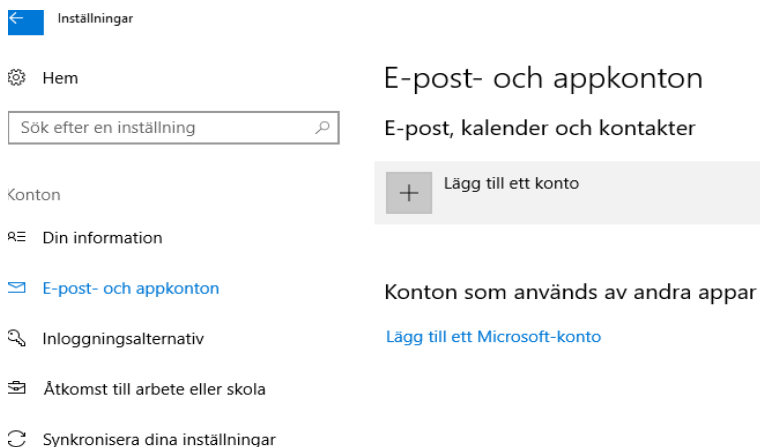 Inställningar
Hem
Sök efter en inställning
Konton
Din information
E-post- och appkonton
Inloggningsalternativ
Åtkomst till arbete eller skola
Synkronisera dina inställningar
E-post- och appkonton
E-post, kalender och kontakter
Lägg till ett konto
Konton som används av andra appar
Lägg till ett Microsoft-konto